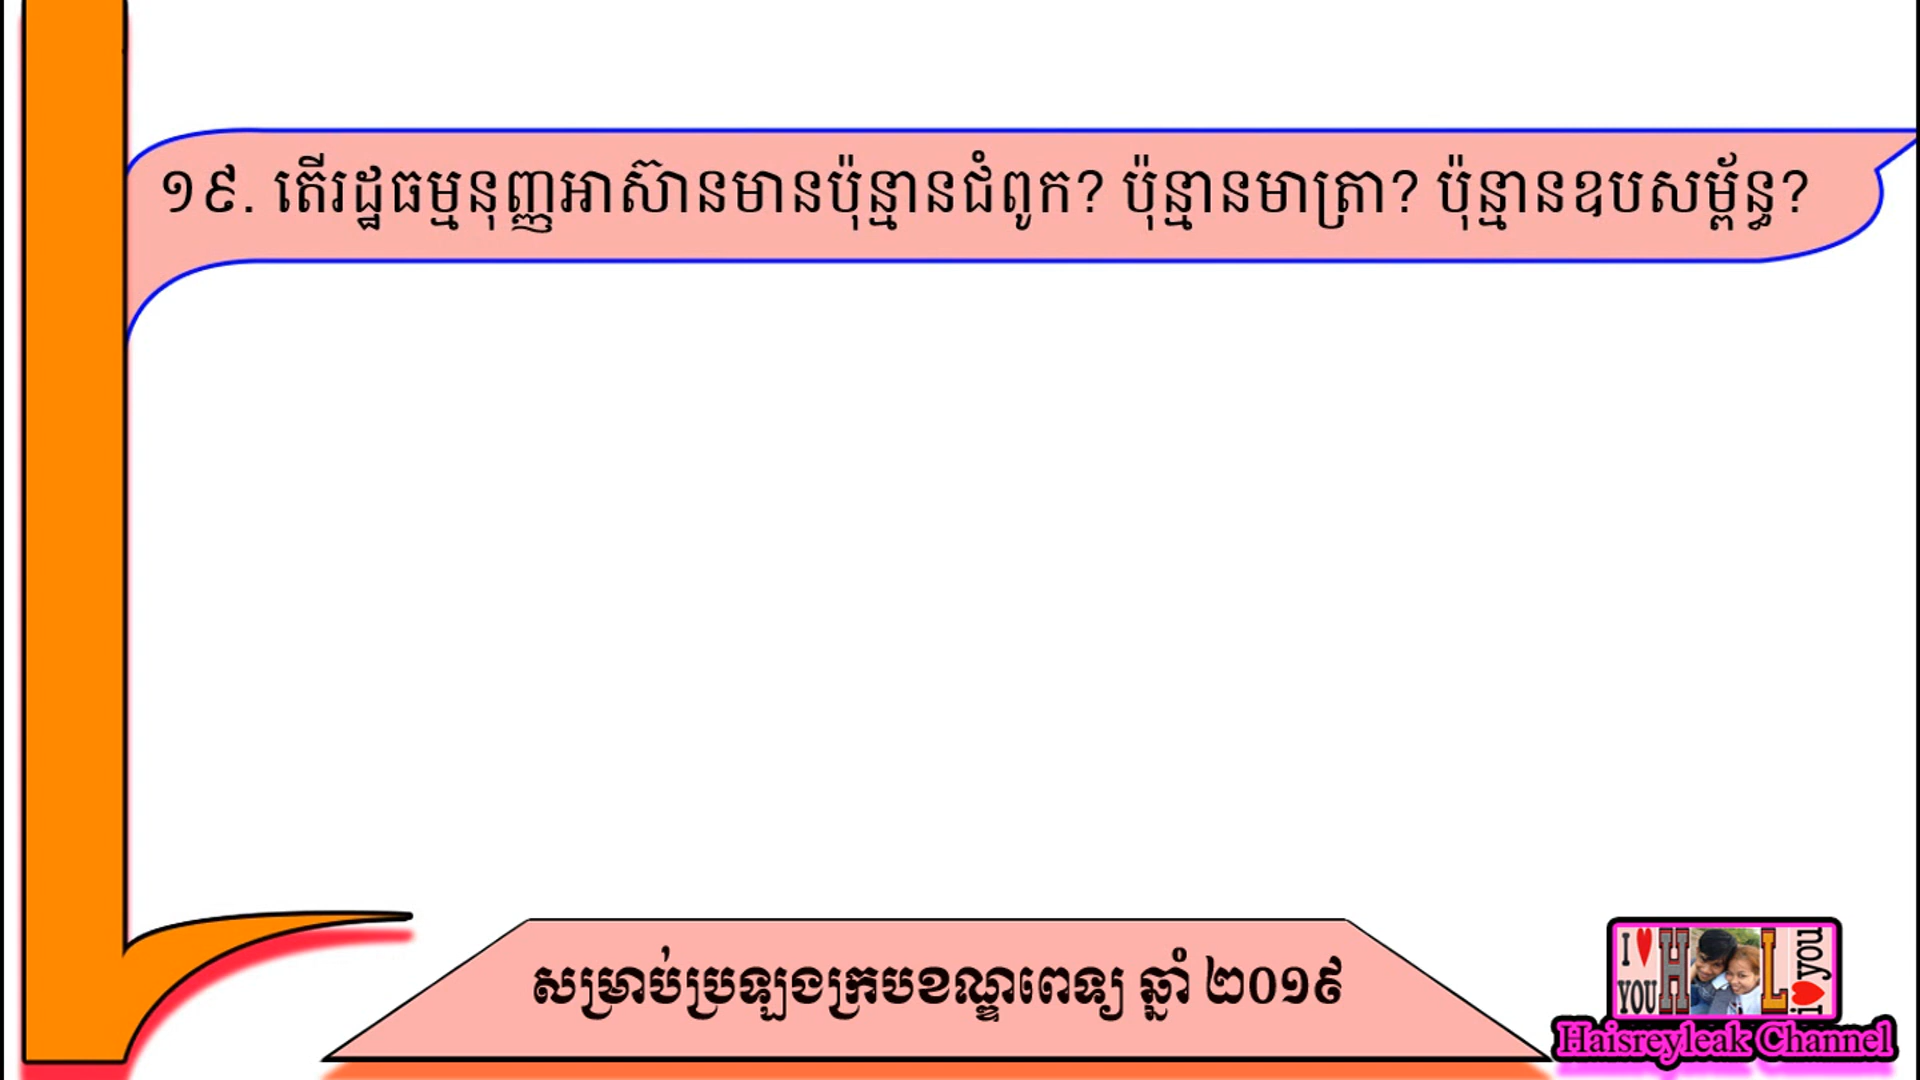 ១៩. តើរដ្ឋធម្មនុញ្ញអាស៊ានមានប៉ុន្មានជំពូក? ប៉ុន្មានមាត្រា? ប៉ុន្មានឧបសម្ព័ន្ធ?
សម្រាប់ប្រឡងក្របខណ្ឌពេទ្យ ឆ្នាំ ២០១៩
I ♥ YOU H L i ♥ you
Haisreyleak Channel